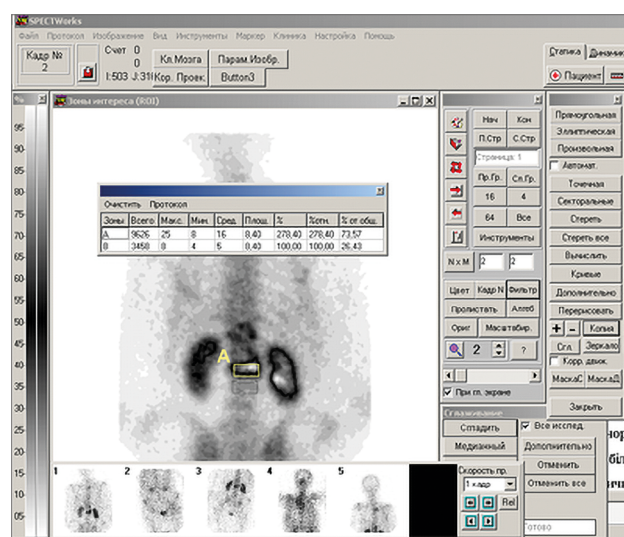 SPECTWorks
Файл Протокол Изображение Вид Инструменты Маркер Клиника Настройка Помощь
Кадр №
2
Счет 0
0
I:503
Кл.Мозга
Парам.Изобр.
Кор. Проек.
Button3
Статика
Динамик
Пациент
%
Зоны интереса (ROI)
95
90
85
80
75
70
65
60
55
50
45
40
35
30
25
20
15
10
05
Очистить Протокол
Зоны Всего Макс. Мин. Сред. Площ. % %отн. % от общ.
A 9626 25 8 16 8,40 278,40 278,40 73,57
B 3458 8 4 5 8,40 100,00 100,00 26,43
A
1 2 3 4 5
Нач Кон
П.Стр С.Стр
Страница: 1
Пр.Гр. Сл.Гр.
16 4
64 Все
Инструменты
N x M 2 2
Цвет Кадр N Фильтр
Пролистать Алгеб
Ориг Масштабир.
2 ?
При гл. экране
Сглаживание
Сгладить
Медианный
Все исслед.
Дополнительно
Отменить
Отменить все
Готово
Скорость пр.
1 кадр
Rel
Прямоугольная
Эллиптическая
Произвольная
Автомат.
Точечная
Секторальные
Стереть
Стереть все
Вычислить
Кривые
Дополнительно
Перерисовать
+ - Копия
Сгл. Зеркало
Корр. движ.
МаскаС МаскаД
Закрыть